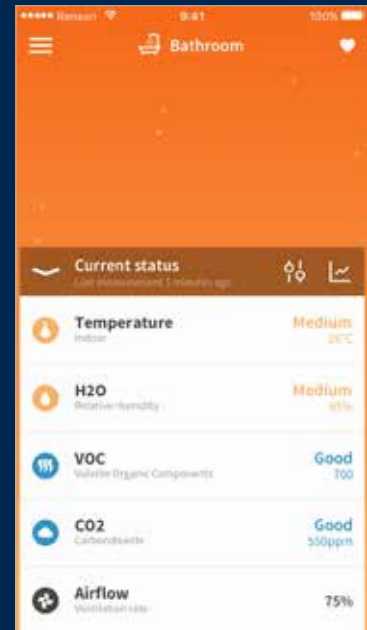 Renson 9:41 100%
Bathroom
Current status
Last measurement 5 minutes ago
Temperature Medium
Indoor 26°C
H2O Medium
Relative Humidity 65%
VOC Good
Volatile Organic Components 700
CO2 Good
Carbondioxide 550ppm
Airflow 75%
Ventilation rate